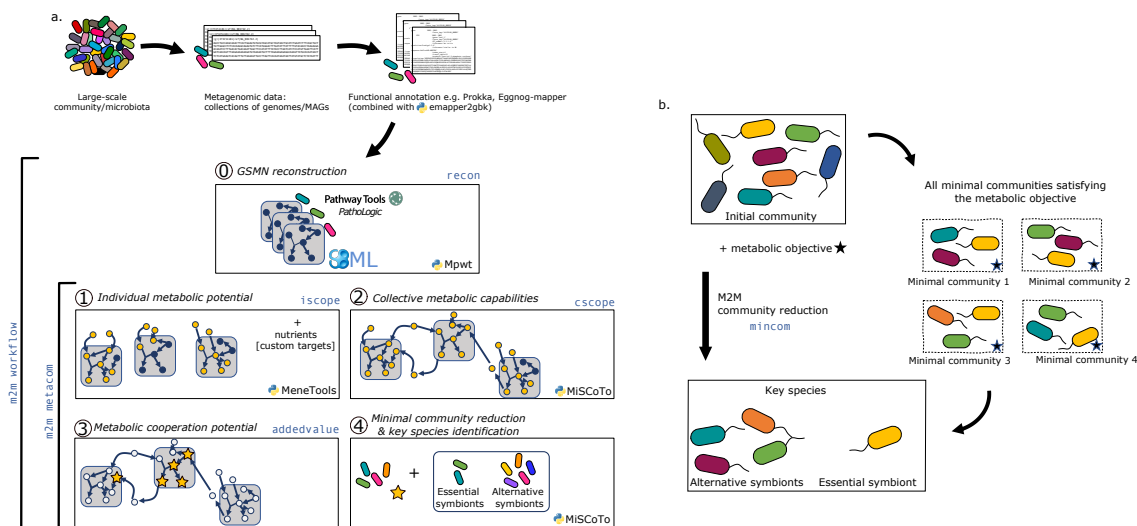 a.
Large-scale
community/microbiota
Metagenomic data:
collections of genomes/MAGs
Functional annotation e.g. Prokka, Eggnog-mapper
(combined with emapper2gbk)
m2m workflow
m2m metacom
0 GSMN reconstruction
recon
Pathway Tools
PathoLogic
ML
Mpwt
1 Individual metabolic potential
iscope
+
nutrients
[custom targets]
MeneTools
2 Collective metabolic capabilities
cscope
MiSCoTo
3 Metabolic cooperation potential
addedvalue
4 Minimal community reduction
& key species identification
+
Essential
symbionts
Alternative
symbionts
MiSCoTo
b.
Initial community
+ metabolic objective
M2M
community reduction
mincom
All minimal communities satisfying
the metabolic objective
Minimal community 1
Minimal community 2
Minimal community 3
Minimal community 4
Key species
Alternative symbionts
Essential symbiont